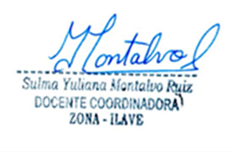 Montalvo
Sulma Yuliana Montalvo Ruiz
DOCENTE COORDINADORA
ZONA - ILAVE